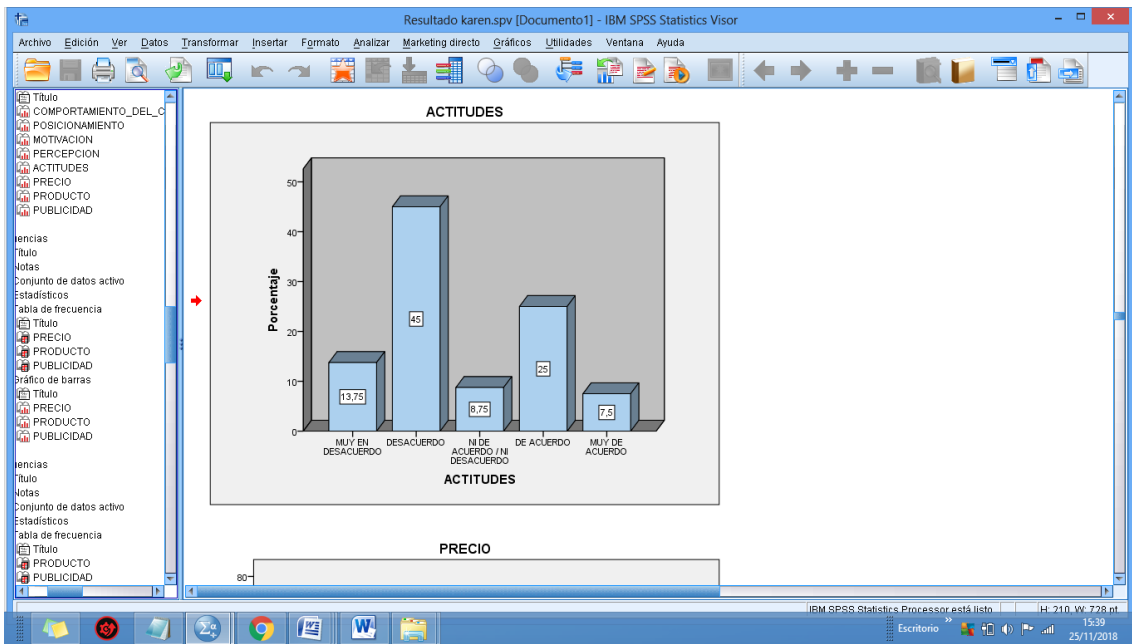 Resultado karen.spv [Documento1] - IBM SPSS Statistics Visor
Archivo Edición Ver Datos Transformar Insertar Formato Analizar Marketing directo Gráficos Utilidades Ventana Ayuda
Título
COMPORTAMIENTO_DEL_C
POSICIONAMIENTO
MOTIVACION
PERCEPCION
ACTITUDES
PRECIO
PRODUCTO
PUBLICIDAD
iencias
Título
Notas
Conjunto de datos activo
Estadísticos
Tabla de frecuencia
Título
PRECIO
PRODUCTO
PUBLICIDAD
Gráfico de barras
Título
PRECIO
PRODUCTO
PUBLICIDAD
iencias
Título
Notas
Conjunto de datos activo
Estadísticos
Tabla de frecuencia
Título
PRODUCTO
PUBLICIDAD
ACTITUDES
Porcentaje
50
40
30
20
10
0
13,75
45
8,75
25
7,5
MUY EN DESACUERDO
DESACUERDO
NI DE ACUERDO / NI DESACUERDO
DE ACUERDO
MUY DE ACUERDO
ACTITUDES
PRECIO
80
IBM SPSS Statistics Processor está listo
H: 210, W: 728 pt
Escritorio
15:39
25/11/2018